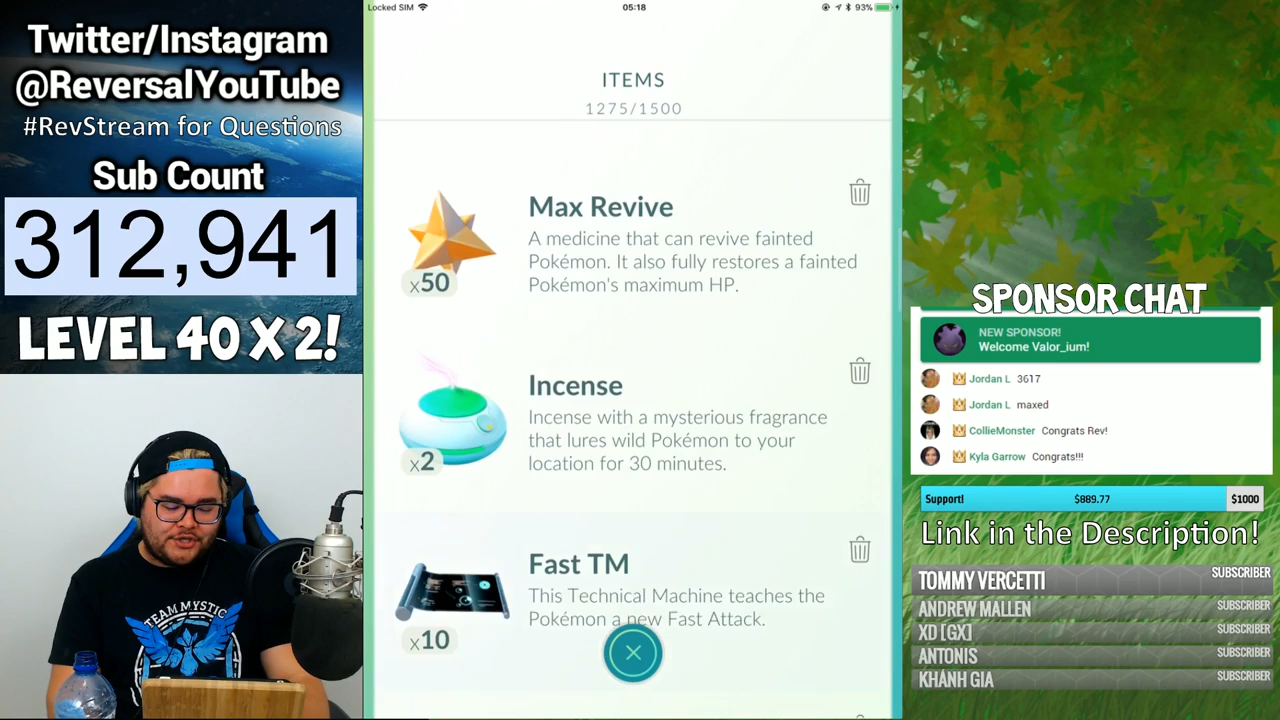 Twitter/Instagram
@ReversalYouTube
#RevStream for Questions
Sub Count
312,941
LEVEL 40 X 2!
TEAM MYSTIC
Locked SIM
05:18
93%
ITEMS
1275/1500
Max Revive
A medicine that can revive fainted
Pokémon. It also fully restores a fainted
Pokémon's maximum HP.
x50
Incense
Incense with a mysterious fragrance
that lures wild Pokémon to your
location for 30 minutes.
x2
Fast TM
This Technical Machine teaches the
Pokémon a new Fast Attack.
x10
SPONSOR CHAT
NEW SPONSOR!
Welcome Valor_ium!
Jordan L 3617
Jordan L maxed
CollieMonster Congrats Rev!
Kyla Garrow Congrats!!!
Support! $889.77 $1000
Link in the Description!
TOMMY VERCETTI SUBSCRIBER
ANDREW MALLEN SUBSCRIBER
XD [GX] SUBSCRIBER
ANTONIS SUBSCRIBER
KHÁNH GIA SUBSCRIBER